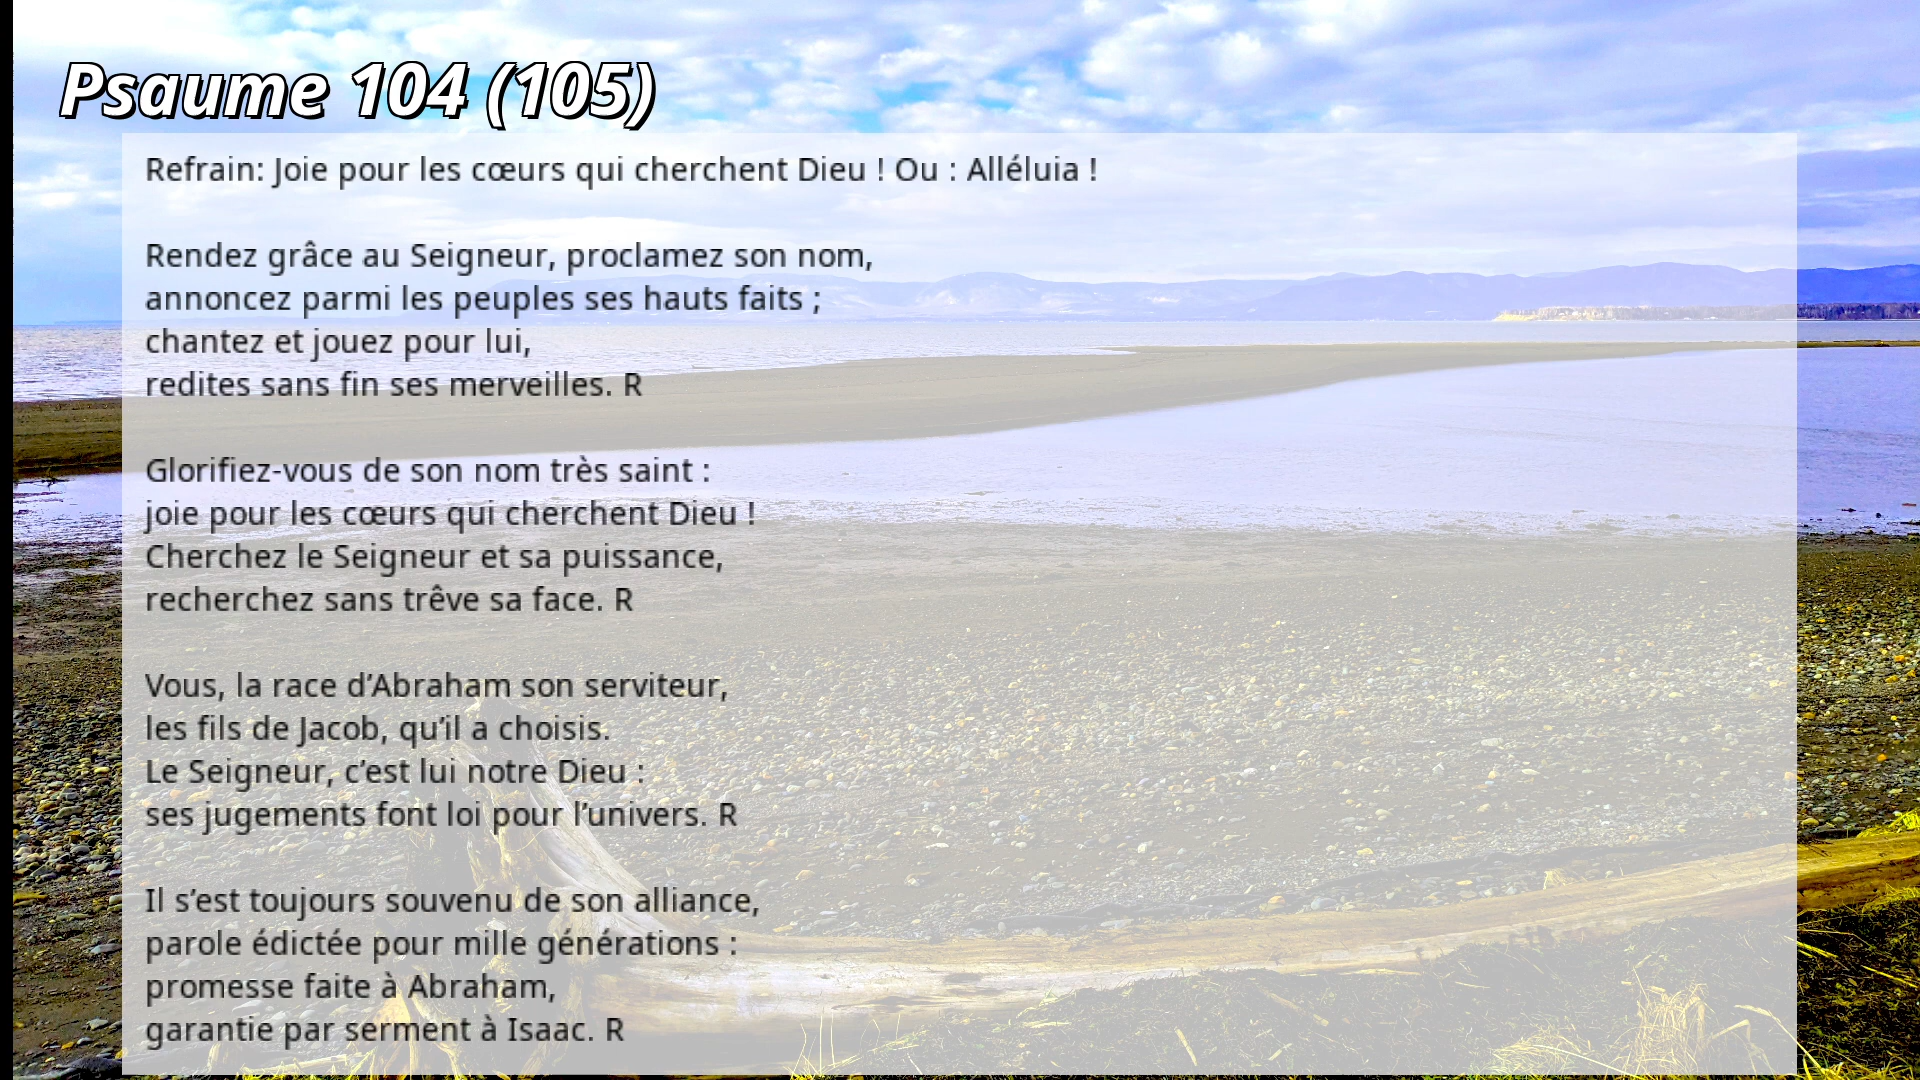 Psaume 104 (105)
Refrain: Joie pour les cœurs qui cherchent Dieu ! Ou : Alléluia !
Rendez grâce au Seigneur, proclamez son nom,
annoncez parmi les peuples ses hauts faits ;
chantez et jouez pour lui,
redites sans fin ses merveilles. R
Glorifiez-vous de son nom très saint :
joie pour les cœurs qui cherchent Dieu !
Cherchez le Seigneur et sa puissance,
recherchez sans trêve sa face. R
Vous, la race d’Abraham son serviteur,
les fils de Jacob, qu’il a choisis.
Le Seigneur, c’est lui notre Dieu :
ses jugements font loi pour l’univers. R
Il s’est toujours souvenu de son alliance,
parole édictée pour mille générations :
promesse faite à Abraham,
garantie par serment à Isaac. R